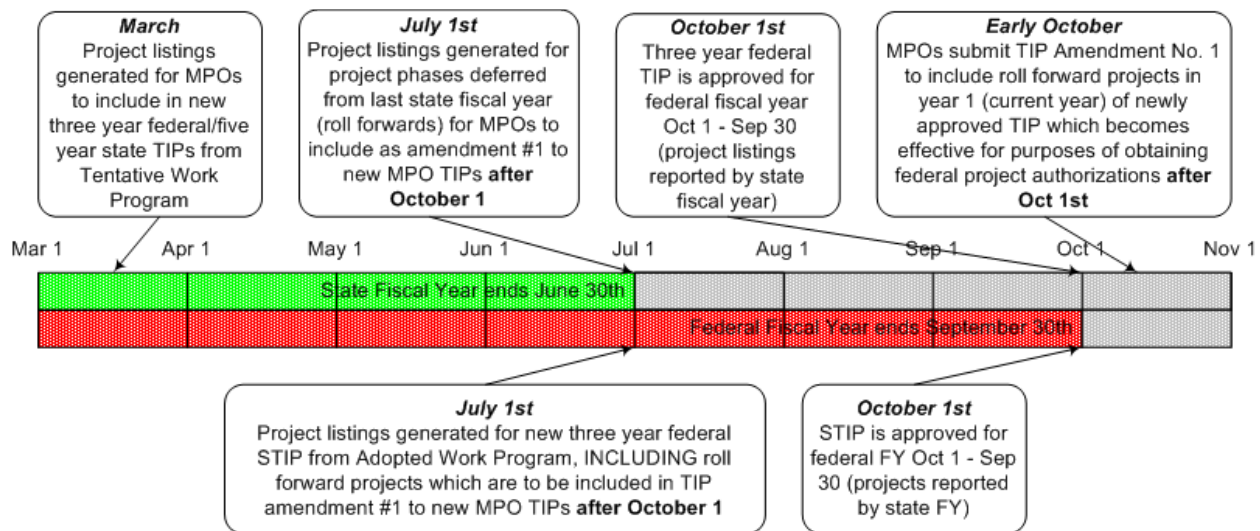 March
Project listings
generated for MPOs
to include in new
three year federal/five
year state TIPs from
Tentative Work
Program
July 1st
Project listings generated for
project phases deferred
from last state fiscal year
(roll forwards) for MPOs to
include as amendment #1 to
new MPO TIPs after
October 1
October 1st
Three year federal
TIP is approved for
federal fiscal year
Oct 1 - Sep 30
(project listings
reported by state
fiscal year)
Early October
MPOs submit TIP Amendment No. 1
to include roll forward projects in
year 1 (current year) of newly
approved TIP which becomes
effective for purposes of obtaining
federal project authorizations after
Oct 1st
Mar 1 Apr 1 May 1 Jun 1 Jul 1 Aug 1 Sep 1 Oct 1 Nov 1
State Fiscal Year ends June 30th
Federal Fiscal Year ends September 30th
July 1st
Project listings generated for new three year federal
STIP from Adopted Work Program, INCLUDING roll
forward projects which are to be included in TIP
amendment #1 to new MPO TIPs after October 1
October 1st
STIP is approved for
federal FY Oct 1 - Sep
30 (projects reported
by state FY)